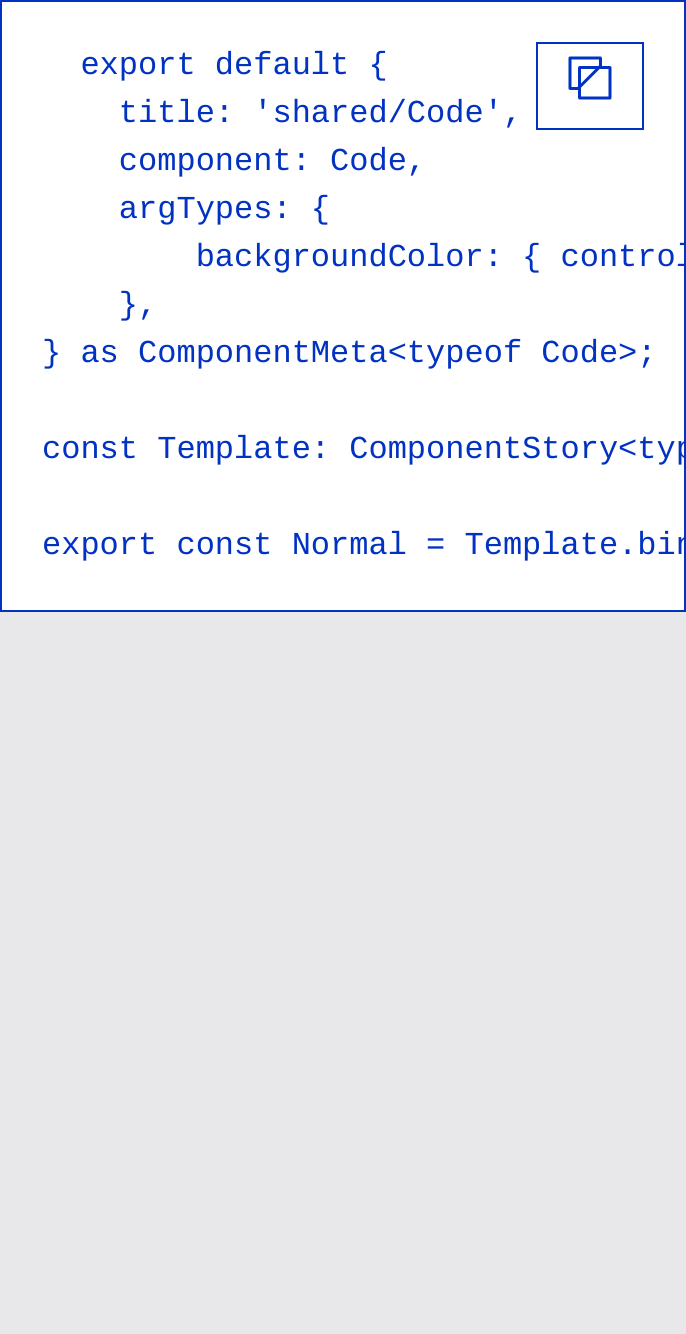 export default {
title: 'shared/Code',
component: Code,
argTypes: {
backgroundColor: { control
},
} as ComponentMeta<typeof Code>;
const Template: ComponentStory<typ
export const Normal = Template.bin